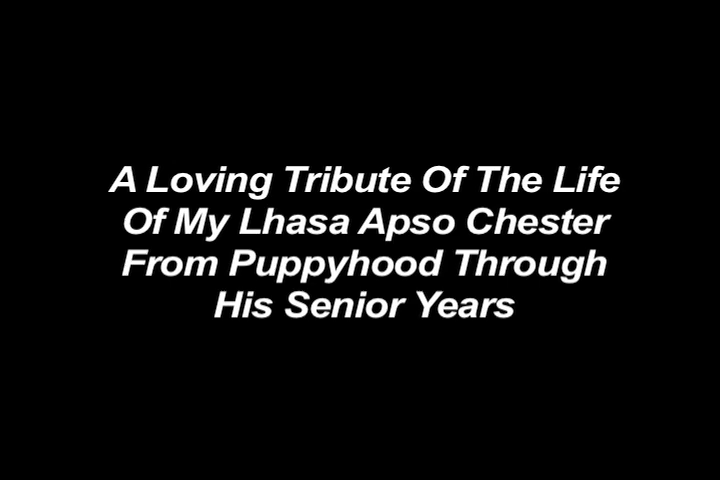 A Loving Tribute Of The Life
Of My Lhasa Apso Chester
From Puppyhood Through
His Senior Years